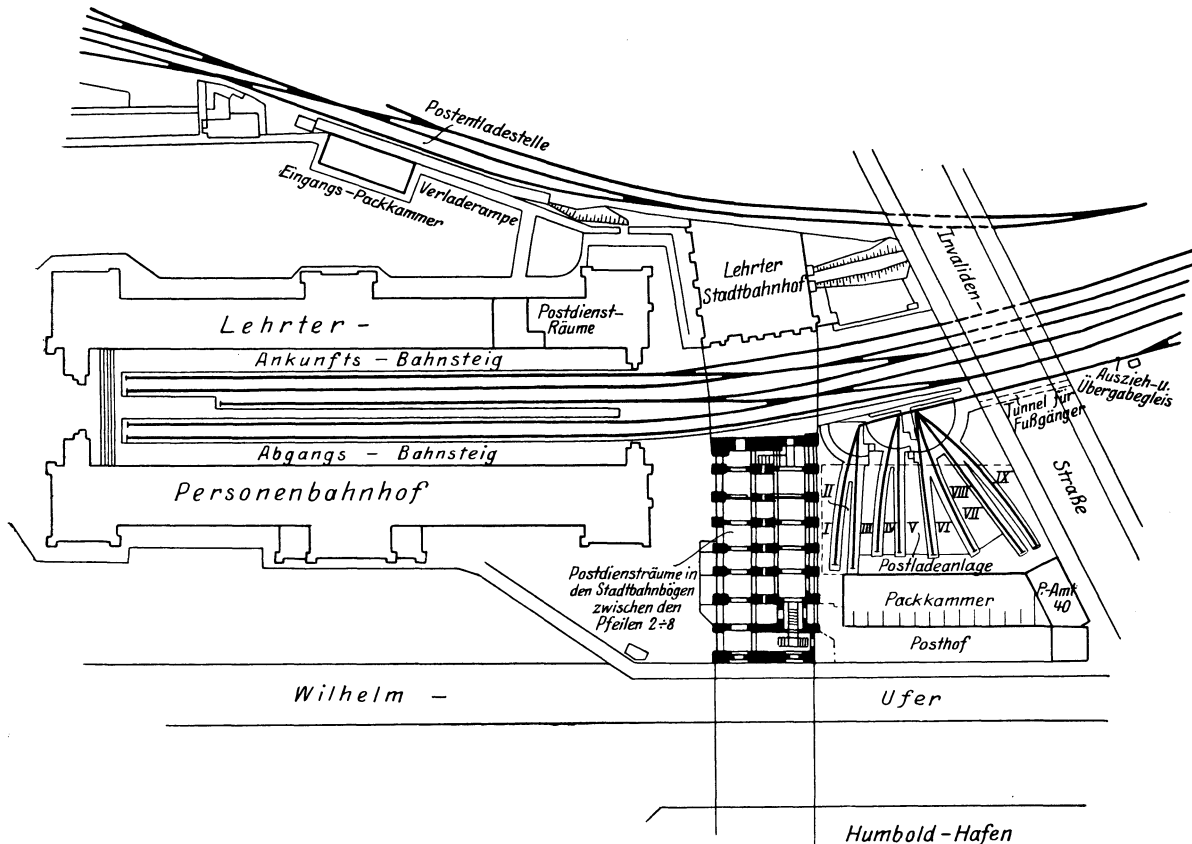 Postentladestelle
Eingangs-Packkammer
Verladerampe
Invaliden-
Lehrter
Stadtbahnhof
Lehrter -
Postdienst-
Räume
Ankunfts - Bahnsteig
Auszieh-u.
Übergabegleis
Tunnel für
Fußgänger
Abgangs - Bahnsteig
Personenbahnhof
Straße
I
II
III
IV
V
VI
VII
VIII
IX
Postladeanlage
Postdiensträume in
den Stadtbahnbögen
zwischen den
Pfeilen 2÷8
Packkammer
P.-Amt
40
Posthof
Wilhelm -
Ufer
Humbold-Hafen